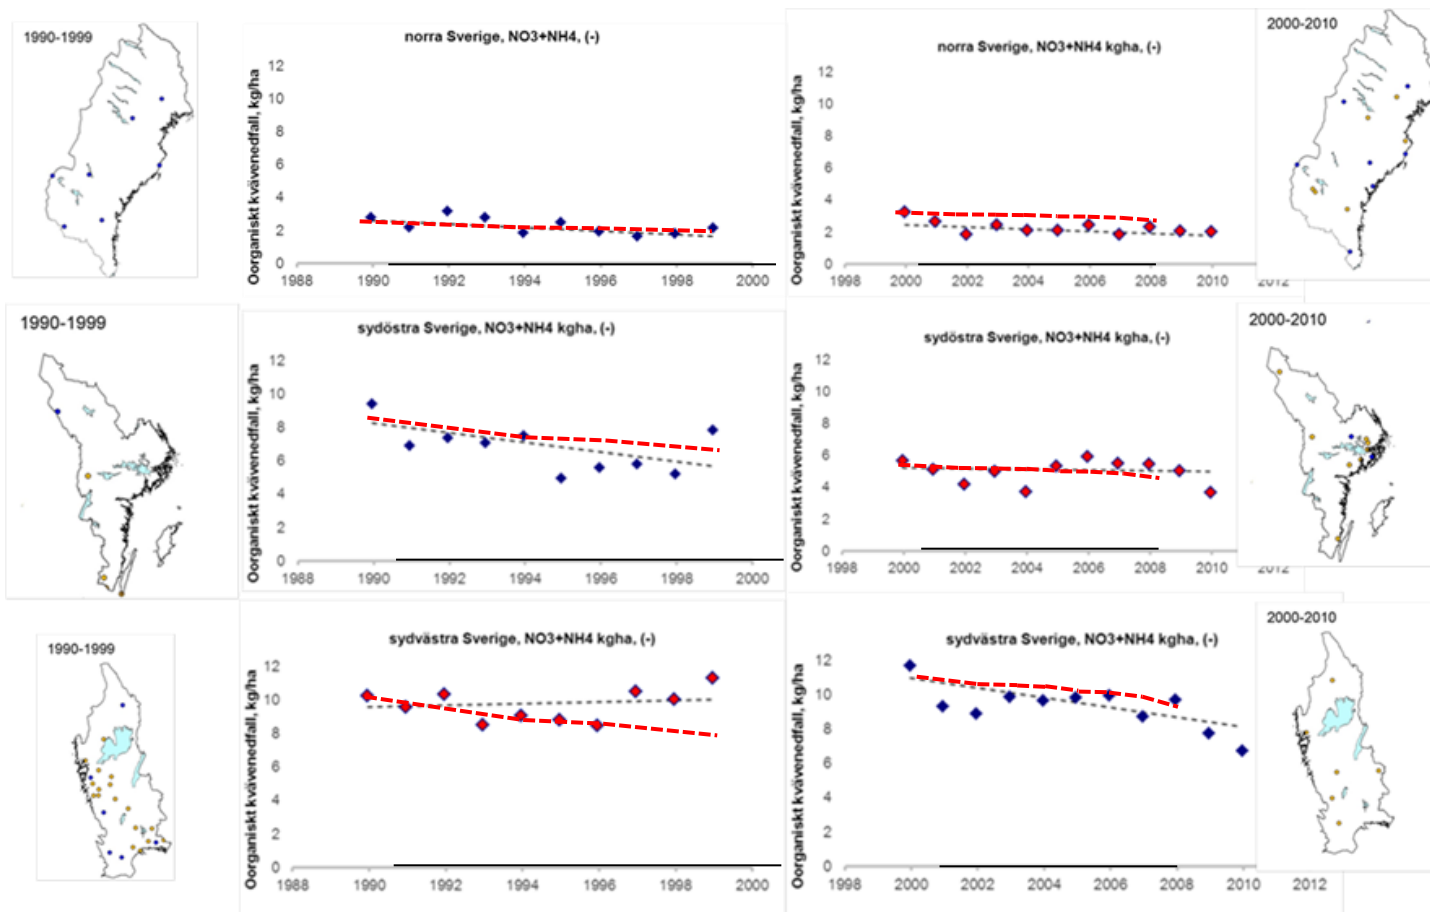 1990-1999
norra Sverige, NO3+NH4, (-)
Oorganiskt kvävenedfall, kg/ha
12
10
8
6
4
2
0
1988 1990 1992 1994 1996 1998 2000
norra Sverige, NO3+NH4 kgha, (-)
Oorganiskt kvävenedfall, kg/ha
12
10
8
6
4
2
0
1998 2000 2002 2004 2006 2008 2010 2012
2000-2010
1990-1999
sydöstra Sverige, NO3+NH4 kgha, (-)
Oorganiskt kvävenedfall, kg/ha
12
10
8
6
4
2
0
1988 1990 1992 1994 1996 1998 2000
sydöstra Sverige, NO3+NH4 kgha, (-)
Oorganiskt kvävenedfall, kg/ha
12
10
8
6
4
2
0
1998 2000 2002 2004 2006 2008 2010 2012
2000-2010
1990-1999
sydvästra Sverige, NO3+NH4 kgha, (-)
Oorganiskt kvävenedfall, kg/ha
12
10
8
6
4
2
0
1988 1990 1992 1994 1996 1998 2000
sydvästra Sverige, NO3+NH4 kgha, (-)
Oorganiskt kvävenedfall, kg/ha
12
10
8
6
4
2
0
1998 2000 2002 2004 2006 2008 2010 2012
2000-2010